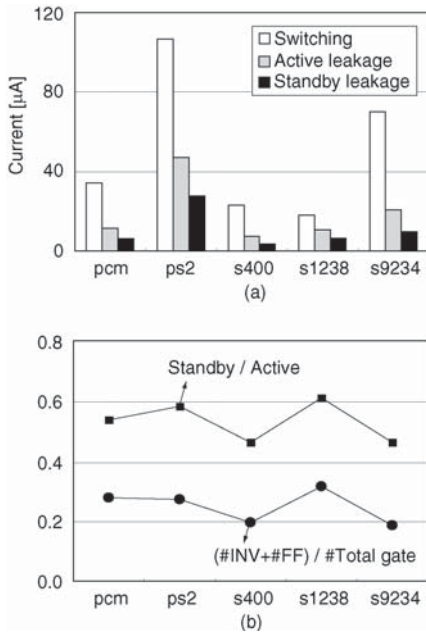 120
80
40
0
Current [μA]
Switching
Active leakage
Standby leakage
pcm ps2 s400 s1238 s9234
(a)
0.8
0.6
0.4
0.2
0.0
Standby / Active
(#INV+#FF) / #Total gate
pcm ps2 s400 s1238 s9234
(b)